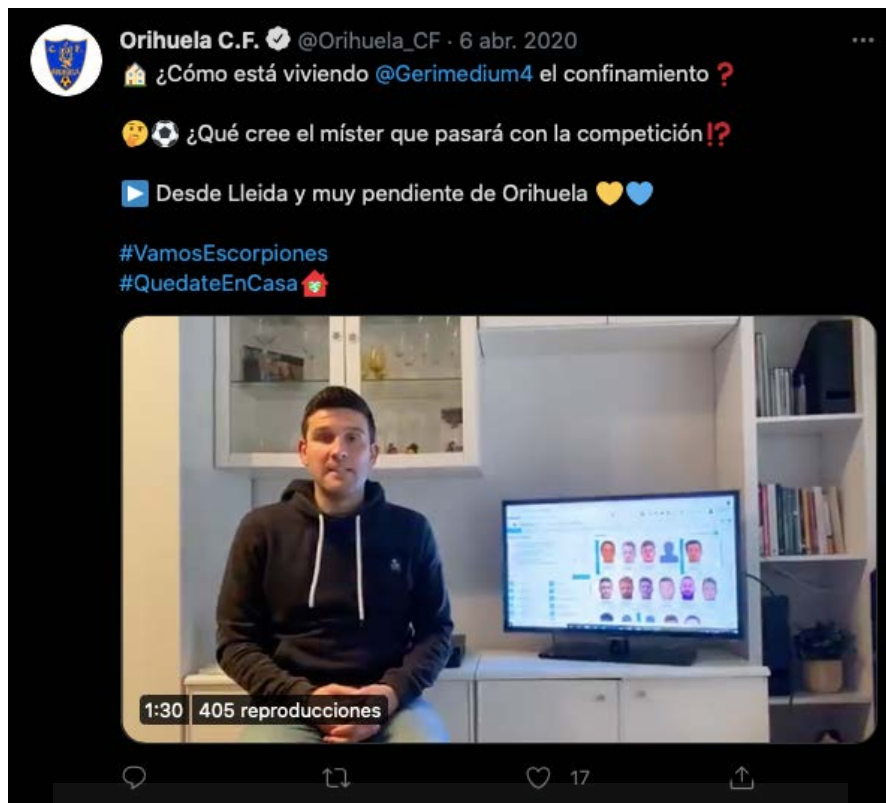 Orihuela C.F. @Orihuela_CF · 6 abr. 2020
¿Cómo está viviendo @Gerimedium4 el confinamiento❓
¿Qué cree el míster que pasará con la competición⁉
Desde Lleida y muy pendiente de Orihuela
#VamosEscorpiones
#QuedateEnCasa
1:30 405 reproducciones
17